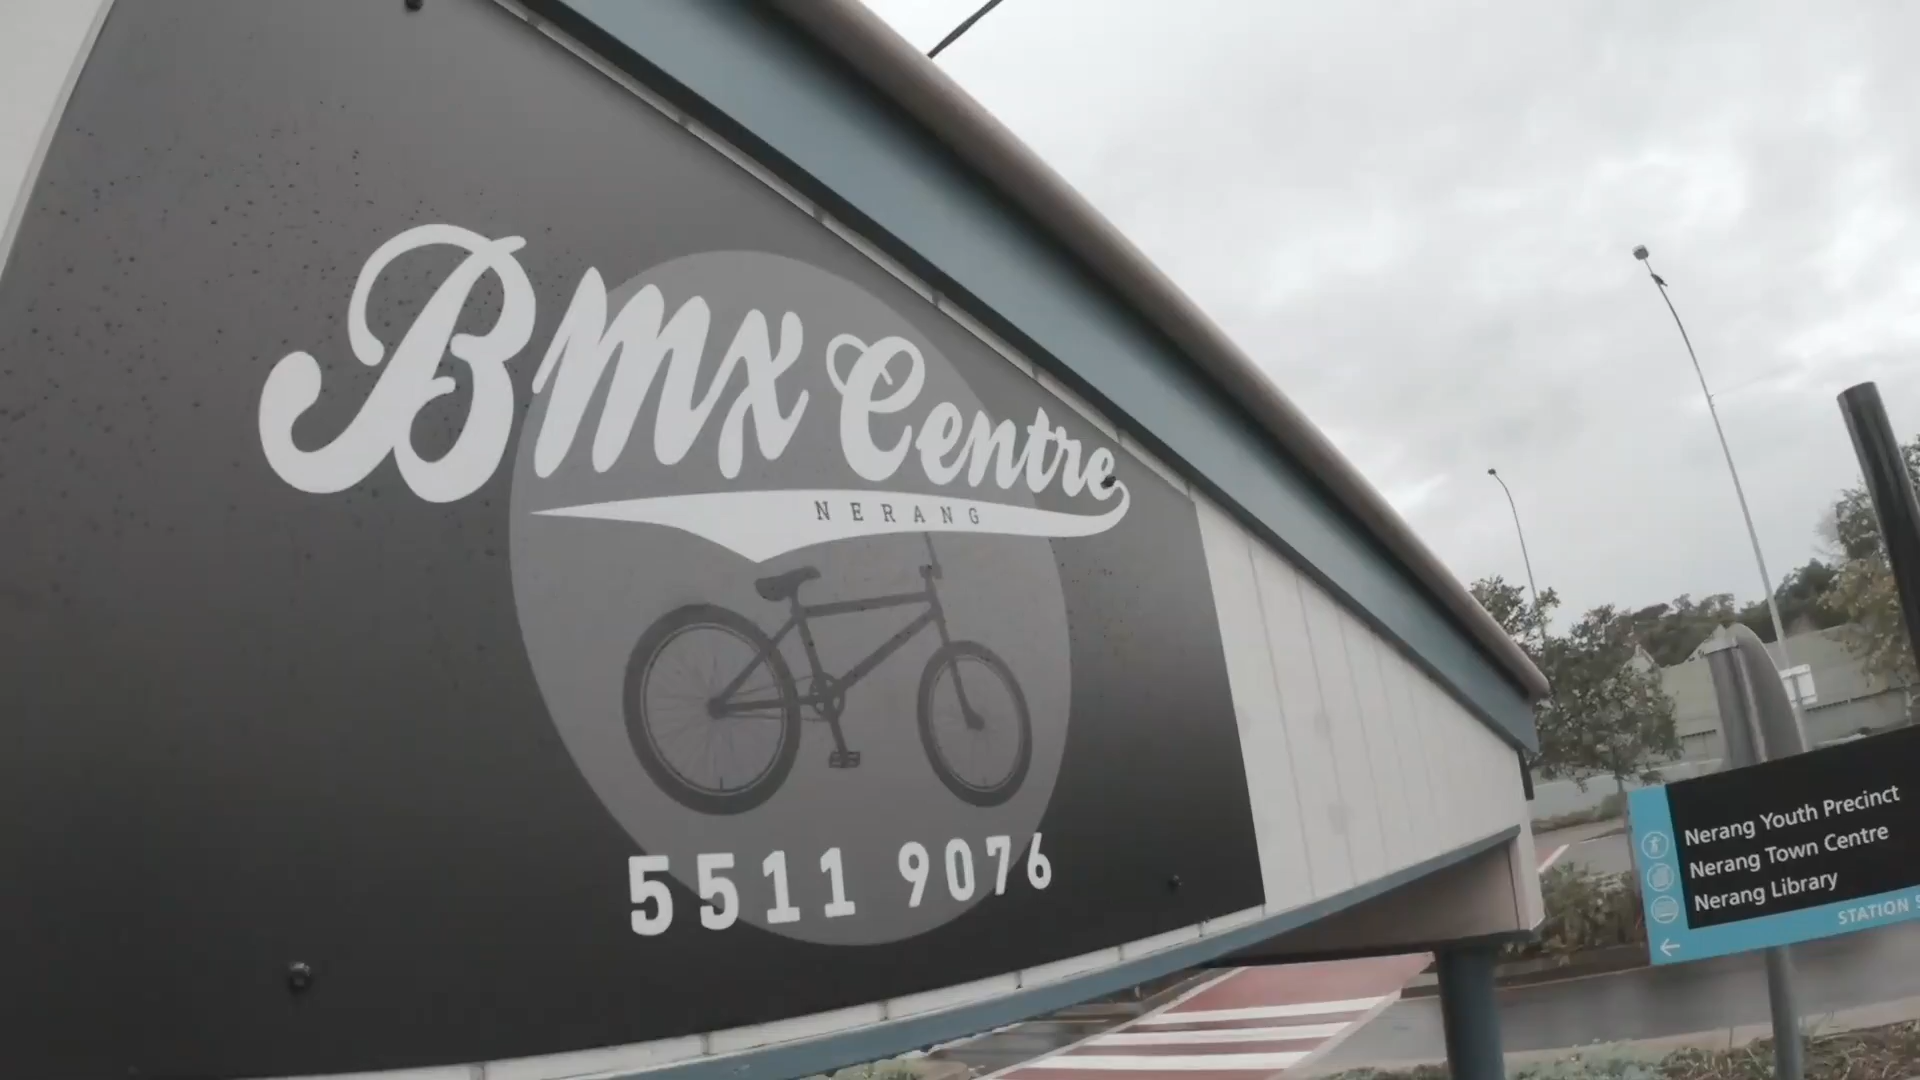 BMX Centre
NERANG
5511 9076
Nerang Youth Precinct
Nerang Town Centre
Nerang Library
STATION